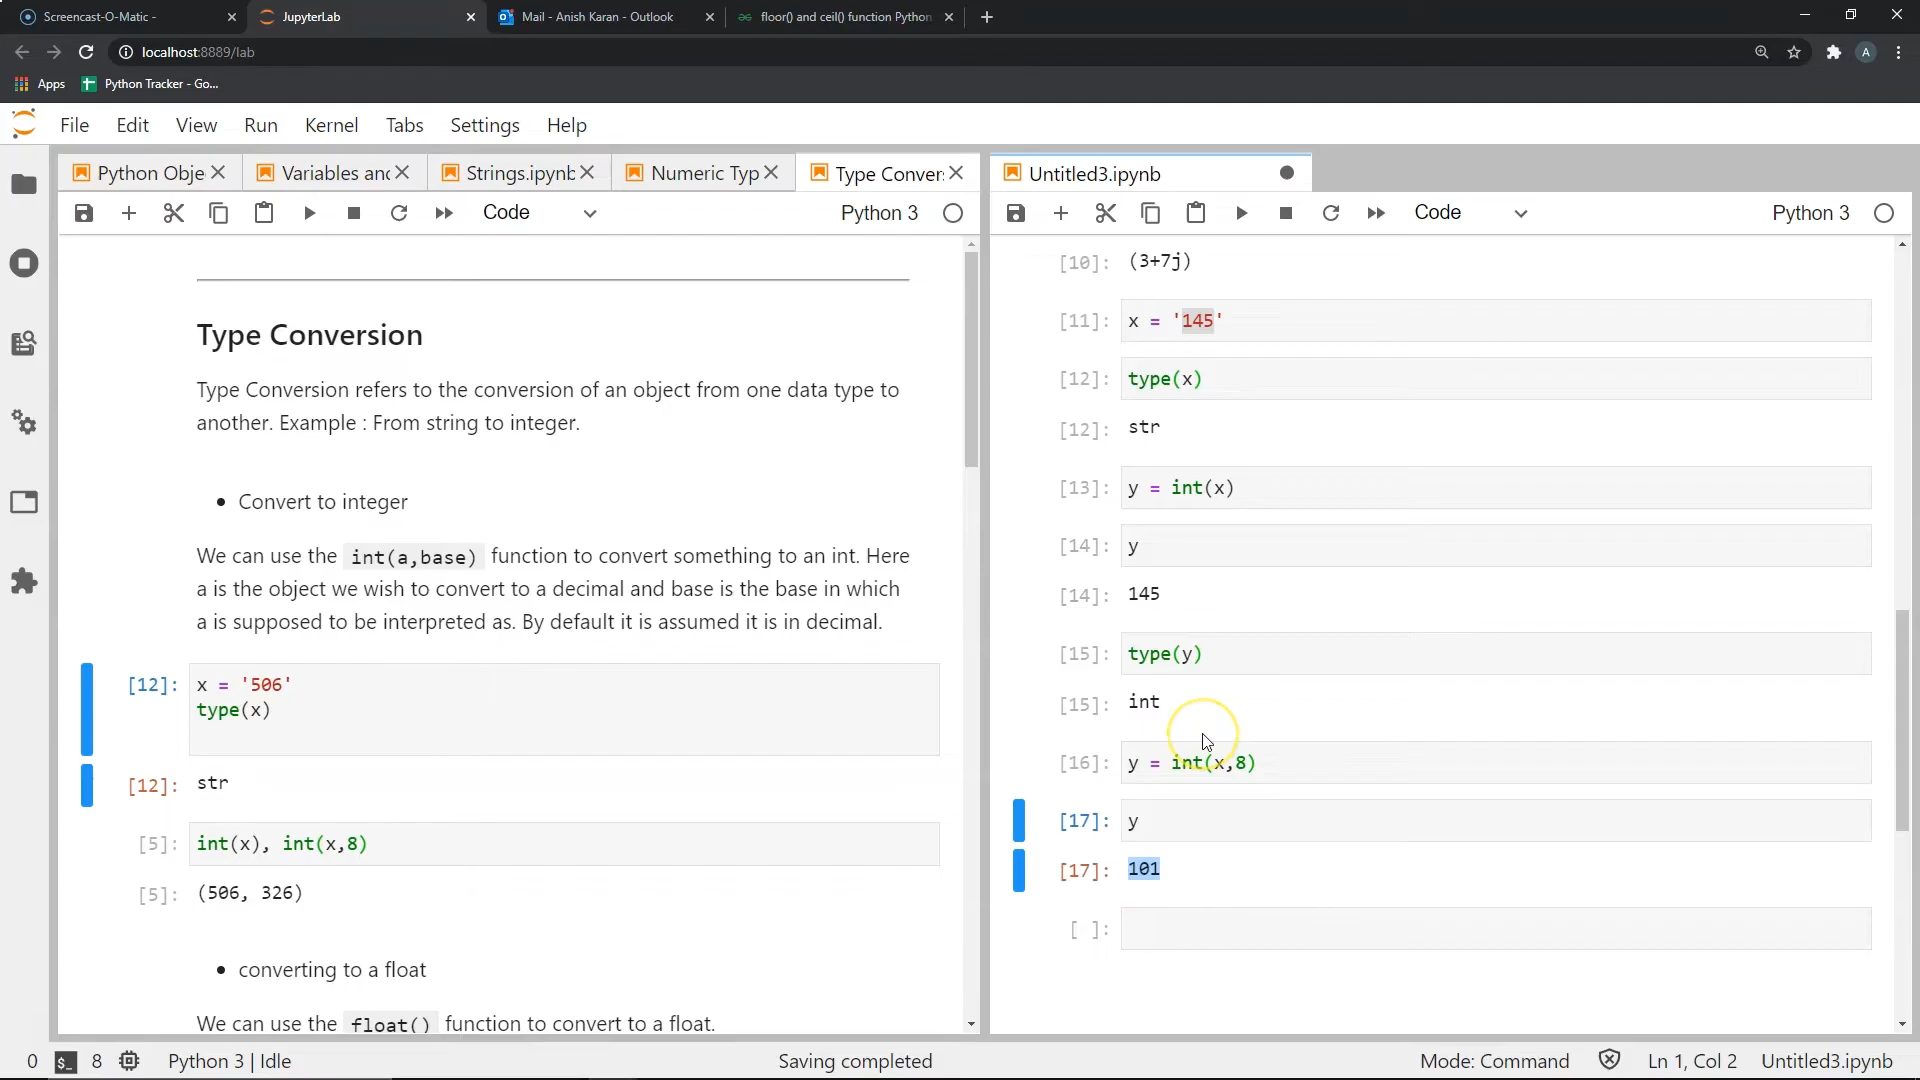 Screencast-O-Matic -
JupyterLab
Mail - Anish Karan - Outlook
floor() and ceil() function Python
localhost:8889/lab
A
Apps
Python Tracker - Go...
File Edit View Run Kernel Tabs Settings Help
Python Obje
Variables and
Strings.ipynb
Numeric Typ
Type Conver
Code
Python 3
Type Conversion
Type Conversion refers to the conversion of an object from one data type to
another. Example : From string to integer.
• Convert to integer
We can use the int(a,base) function to convert something to an int. Here
a is the object we wish to convert to a decimal and base is the base in which
a is supposed to be interpreted as. By default it is assumed it is in decimal.
[12]: x = '506'
type(x)
[12]: str
[5]: int(x), int(x,8)
[5]: (506, 326)
• converting to a float
We can use the float() function to convert to a float.
Untitled3.ipynb
Code
Python 3
[10]: (3+7j)
[11]: x = '145'
[12]: type(x)
[12]: str
[13]: y = int(x)
[14]: y
[14]: 145
[15]: type(y)
[15]: int
[16]: y = int(x,8)
[17]: y
[17]: 101
[ ]:
0 $_ 8 Python 3 | Idle
Saving completed
Mode: Command
Ln 1, Col 2
Untitled3.ipynb